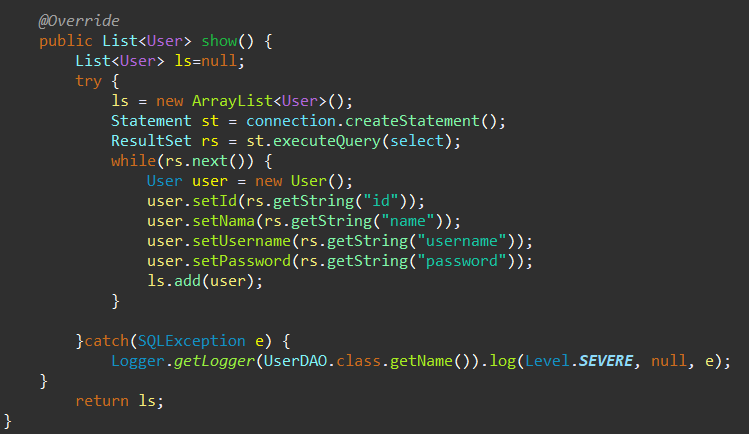 @Override
public List<User> show() {
List<User> ls=null;
try {
ls = new ArrayList<User>();
Statement st = connection.createStatement();
ResultSet rs = st.executeQuery(select);
while(rs.next()) {
User user = new User();
user.setId(rs.getString("id"));
user.setNama(rs.getString("name"));
user.setUsername(rs.getString("username"));
user.setPassword(rs.getString("password"));
ls.add(user);
}
}catch(SQLException e) {
Logger.getLogger(UserDAO.class.getName()).log(Level.SEVERE, null, e);
}
return ls;
}